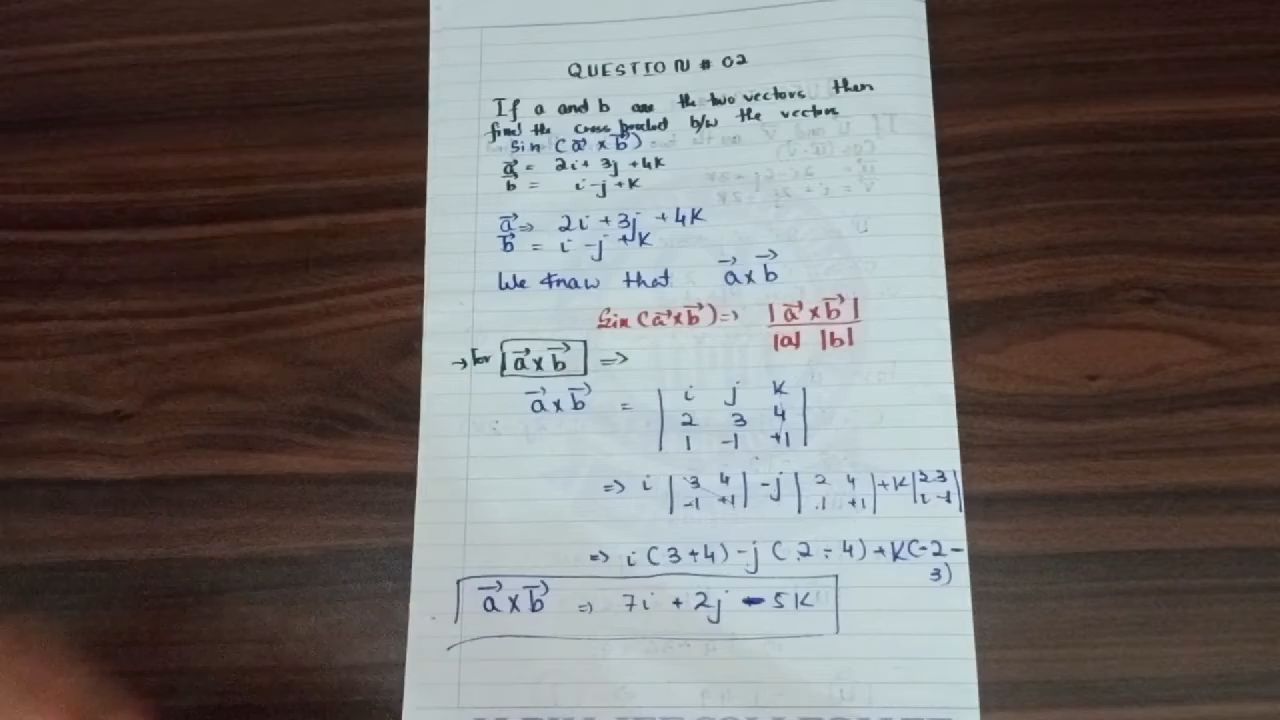 QUESTION # 02
If a and b are the two vectors then
find the cross product b/w the vectors
Sin (a⃗ × b⃗)
a⃗ = 2i + 3j + 4k
b⃗ = i - j + k
a⃗ ⇒ 2i + 3j + 4k
b⃗ = i - j + k
We know that a⃗ × b⃗
Sin (a⃗ × b⃗) ⇒ |a⃗ × b⃗| / |a| |b|
→ for |a⃗ × b⃗| ⇒
a⃗ × b⃗ = | i j k |
| 2 3 4 |
| 1 -1 +1 |
⇒ i | 3 4 | - j | 2 4 | + k | 2 3 |
| -1 +1 | | 1 +1 | | 1 -1 |
⇒ i (3 + 4) - j (2 - 4) + k (-2 -
3)
a⃗ × b⃗ ⇒ 7i + 2j - 5k